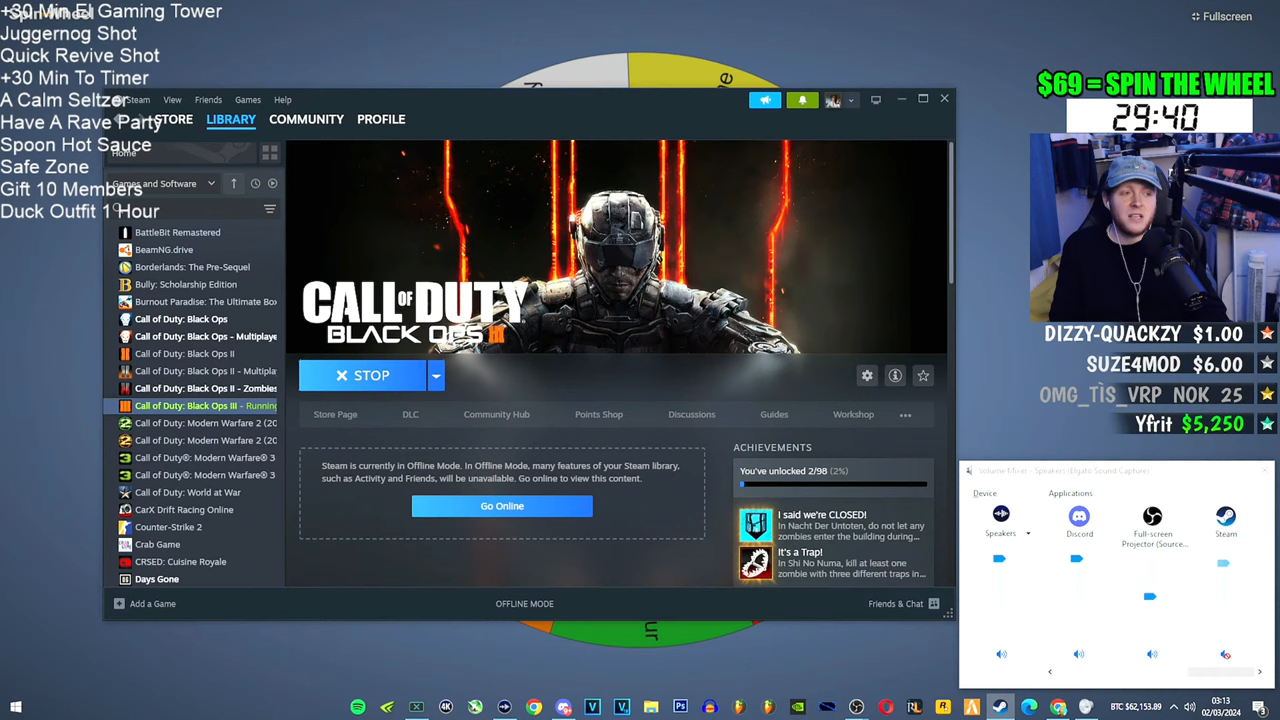 +30 Min El Gaming Tower
Juggernog Shot
Quick Revive Shot
+30 Min To Timer
A Calm Seltzer
Have A Rave Party
Spoon Hot Sauce
Safe Zone
Gift 10 Members
Duck Outfit 1 Hour
Spin Wheel
Fullscreen
Steam View Friends Games Help
STORE LIBRARY COMMUNITY PROFILE
Home
Games and Software
BattleBit Remastered
BeamNG.drive
Borderlands: The Pre-Sequel
Bully: Scholarship Edition
Burnout Paradise: The Ultimate Box
Call of Duty: Black Ops
Call of Duty: Black Ops - Multiplaye
Call of Duty: Black Ops II
Call of Duty: Black Ops II - Multipla
Call of Duty: Black Ops II - Zombies
Call of Duty: Black Ops III - Running
Call of Duty: Modern Warfare 2 (20
Call of Duty: Modern Warfare 2 (20
Call of Duty®: Modern Warfare® 3
Call of Duty®: Modern Warfare® 3
Call of Duty: World at War
CarX Drift Racing Online
Counter-Strike 2
Crab Game
CRSED: Cuisine Royale
Days Gone
Add a Game
CALL OF DUTY
BLACK OPS III
STOP
Store Page DLC Community Hub Points Shop Discussions Guides Workshop
Steam is currently in Offline Mode. In Offline Mode, many features of your Steam library,
such as Activity and Friends, will be unavailable. Go online to view this content.
Go Online
ACHIEVEMENTS
You've unlocked 2/98 (2%)
I said we're CLOSED!
In Nacht Der Untoten, do not let any
zombies enter the building during...
It's a Trap!
In Shi No Numa, kill at least one
zombie with three different traps in...
OFFLINE MODE
Friends & Chat
$69 = SPIN THE WHEEL
29:40
DIZZY-QUACKZY $1.00
SUZE4MOD $6.00
OMG_TÌS_VRP NOK 25
Yfrit $5,250
Volume Mixer - Speakers (Elgato Sound Capture)
Device Applications
Speakers Discord Full-screen Projector (Source... Steam
BTC $62,153.89
03:13
02/03/2024